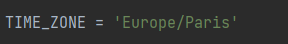 TIME_ZONE = 'Europe/Paris'